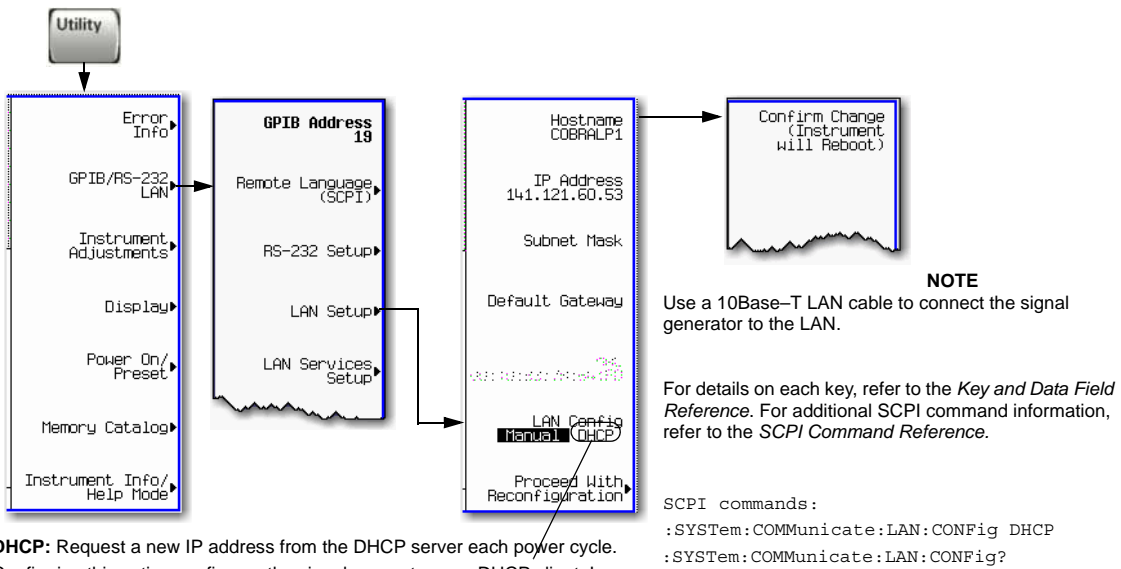 Utility
Error
Info
GPIB/RS-232
LAN
Instrument
Adjustments
Display
Power On/
Preset
Memory Catalog
Instrument Info/
Help Mode
GPIB Address
19
Remote Language
(SCPI)
RS-232 Setup
LAN Setup
LAN Services
Setup
Hostname
COBRALP1
IP Address
141.121.60.53
Subnet Mask
Default Gateway
LAN Config
Manual DHCP
Proceed With
Reconfiguration
Confirm Change
(Instrument
Will Reboot)
NOTE
Use a 10Base–T LAN cable to connect the signal
generator to the LAN.
For details on each key, refer to the Key and Data Field
Reference. For additional SCPI command information,
refer to the SCPI Command Reference.
SCPI commands:
:SYSTem:COMMunicate:LAN:CONFig DHCP
:SYSTem:COMMunicate:LAN:CONFig?
DHCP: Request a new IP address from the DHCP server each power cycle.